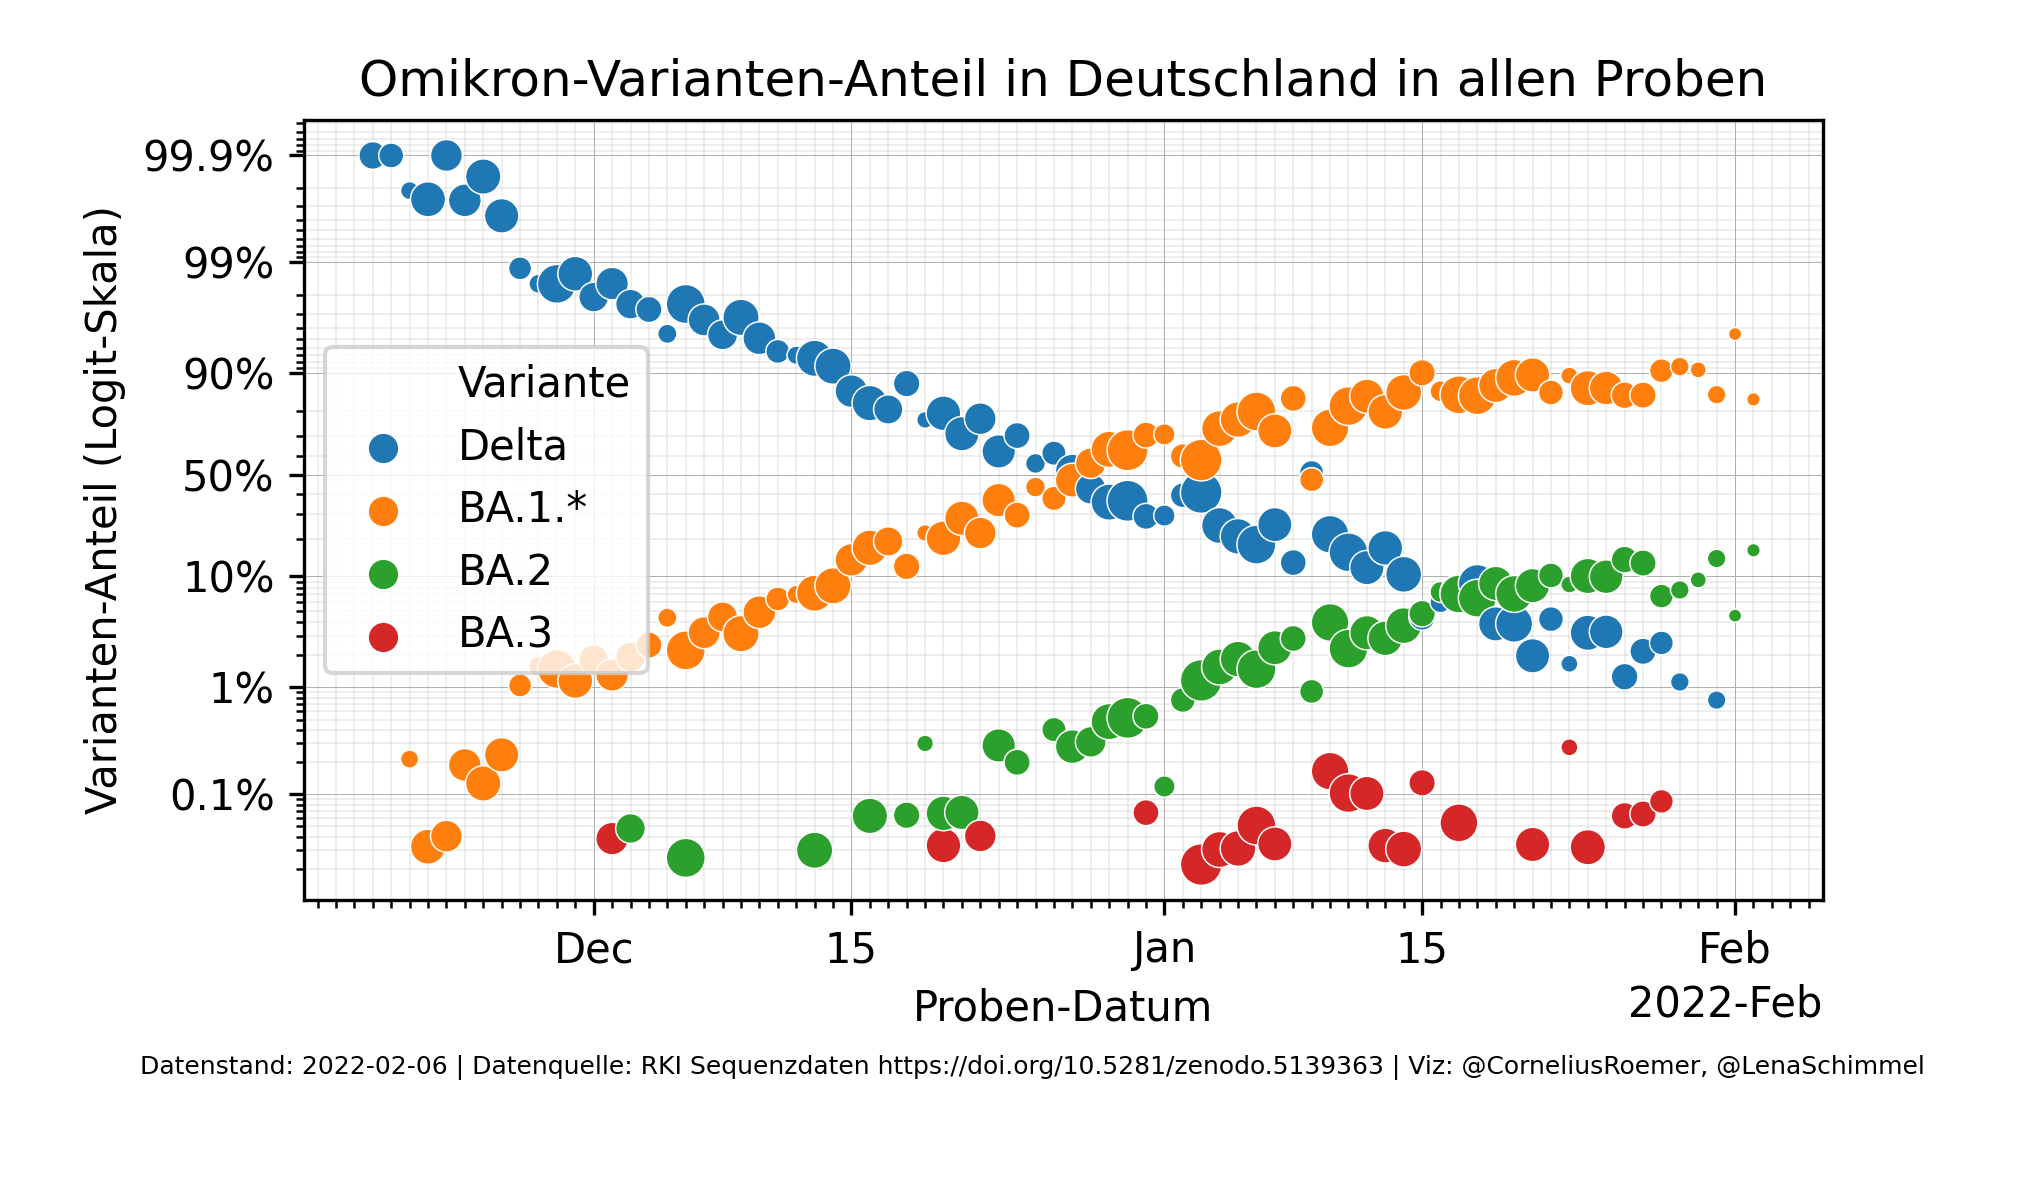 Omikron-Varianten-Anteil in Deutschland in allen Proben
Varianten-Anteil (Logit-Skala)
99.9%
99%
90%
50%
10%
1%
0.1%
Variante
Delta
BA.1.*
BA.2
BA.3
Dec 15 Jan 15 Feb
2022-Feb
Proben-Datum
Datenstand: 2022-02-06 | Datenquelle: RKI Sequenzdaten https://doi.org/10.5281/zenodo.5139363 | Viz: @CorneliusRoemer, @LenaSchimmel